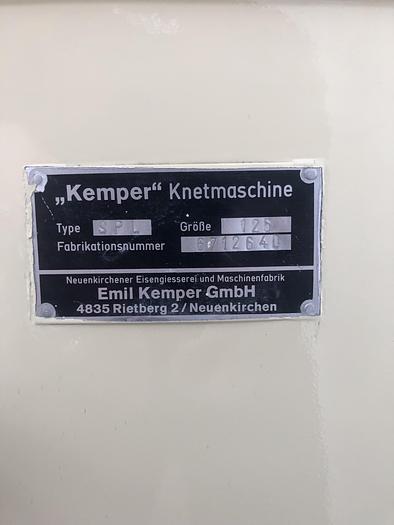 „Kemper" Knetmaschine
Type SPL Größe 125
Fabrikationsnummer 6712640
Neuenkirchener Eisengiesserei und Maschinenfabrik
Emil Kemper GmbH
4835 Rietberg 2/Neuenkirchen